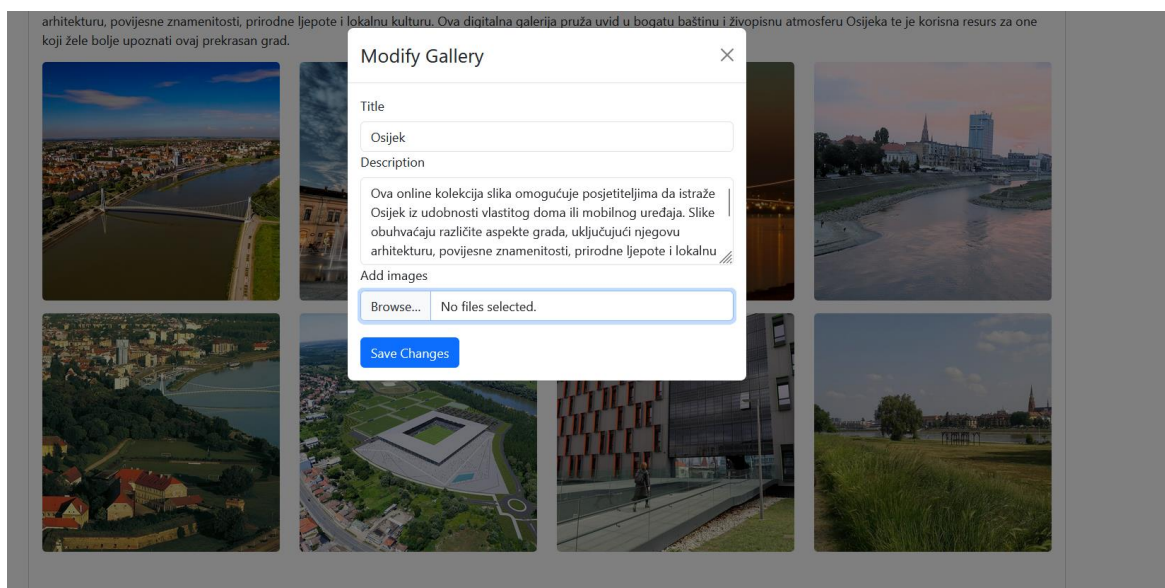 arhitekturu, povijesne znamenitosti, prirodne ljepote i lokalnu kulturu. Ova digitalna galerija pruža uvid u bogatu baštinu i živopisnu atmosferu Osijeka te je korisna resurs za one
koji žele bolje upoznati ovaj prekrasan grad.
Modify Gallery
Title
Osijek
Description
Ova online kolekcija slika omogućuje posjetiteljima da istraže
Osijek iz udobnosti vlastitog doma ili mobilnog uređaja. Slike
obuhvaćaju različite aspekte grada, uključujući njegovu
arhitekturu, povijesne znamenitosti, prirodne ljepote i lokalnu
Add images
Browse... No files selected.
Save Changes